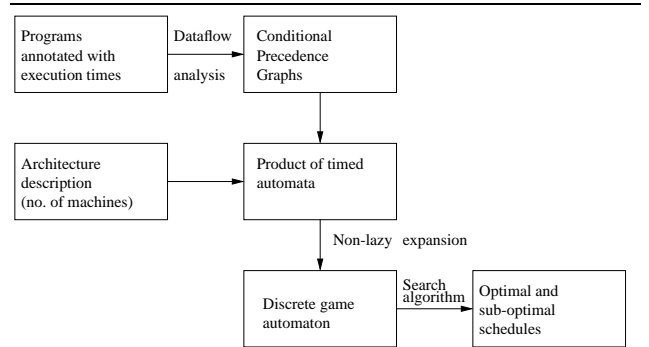 Programs
annotated with
execution times
Dataflow
analysis
Conditional
Precedence
Graphs
Architecture
description
(no. of machines)
Product of timed
automata
Non-lazy expansion
Discrete game
automaton
Search
algorithm
Optimal and
sub-optimal
schedules